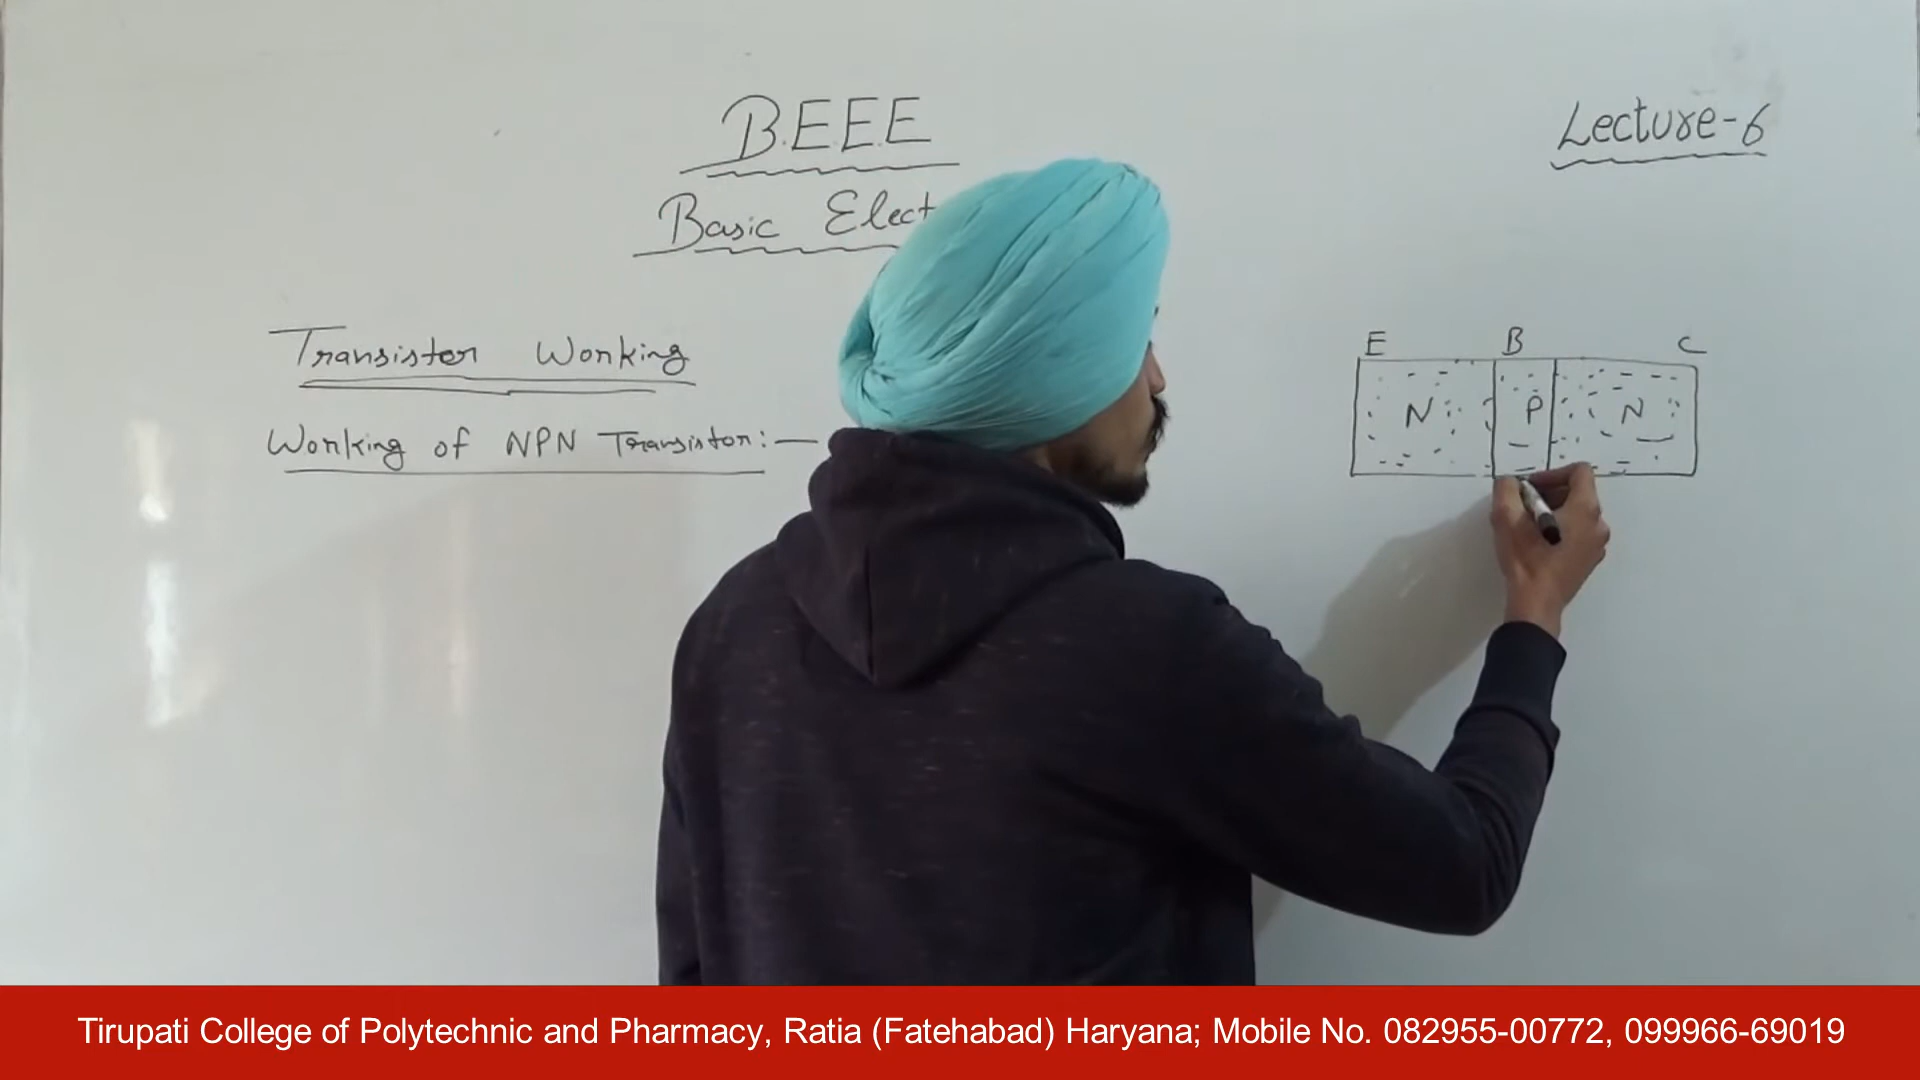 B.E.E.E
Lecture-6
Basic Elect
Transistor Working
Working of NPN Transistor:—
E B C
N P N
Tirupati College of Polytechnic and Pharmacy, Ratia (Fatehabad) Haryana; Mobile No. 082955-00772, 099966-69019